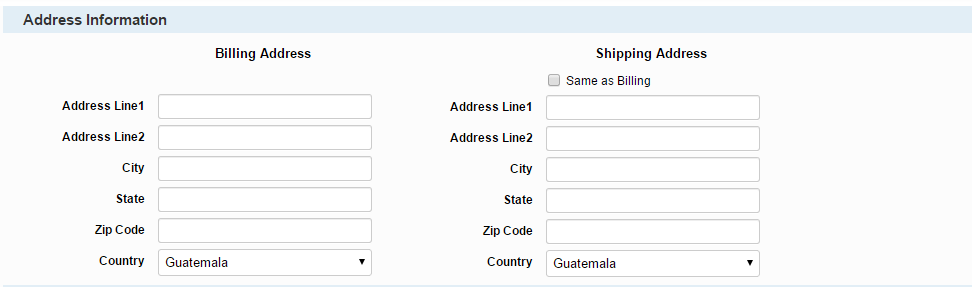 Address Information
Billing Address
Address Line1
Address Line2
City
State
Zip Code
Country Guatemala
Shipping Address
Same as Billing
Address Line1
Address Line2
City
State
Zip Code
Country Guatemala